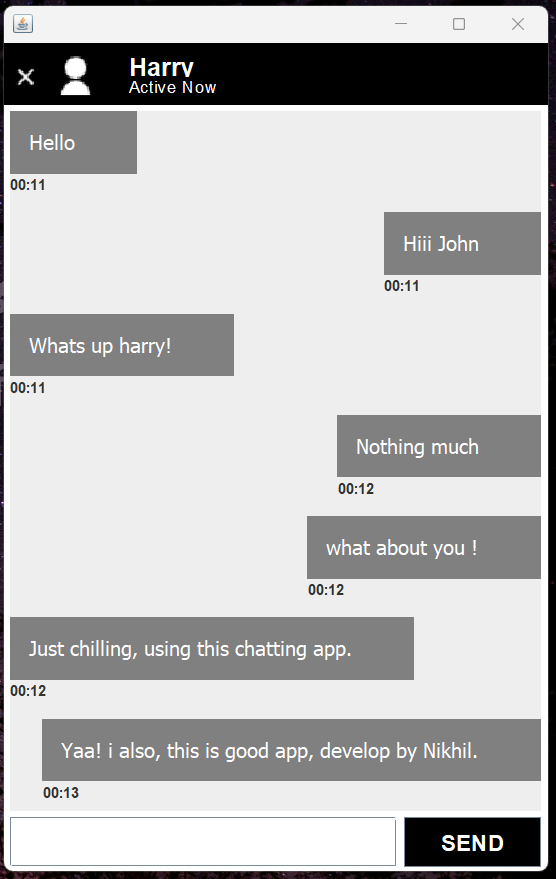 Harry
Active Now
Hello
00:11
Hiii John
00:11
Whats up harry!
00:11
Nothing much
00:12
what about you !
00:12
Just chilling, using this chatting app.
00:12
Yaa! i also, this is good app, develop by Nikhil.
00:13
SEND